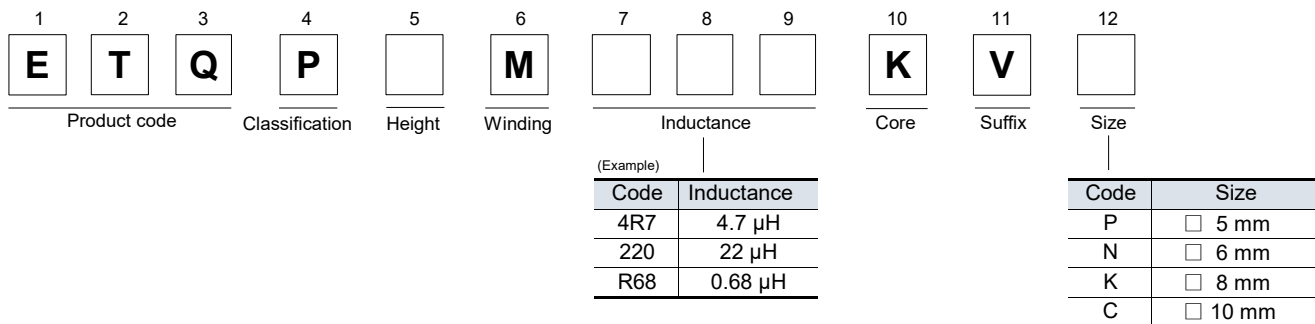 1 2 3 4 5 6 7 8 9 10 11 12
E T Q P M K V
Product code Classification Height Winding Inductance Core Suffix Size
(Example)
Code Inductance
4R7 4.7 µH
220 22 µH
R68 0.68 µH
Code Size
P □ 5 mm
N □ 6 mm
K □ 8 mm
C □ 10 mm